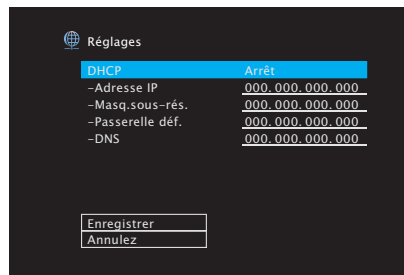 Réglages
DHCP Arrêt
–Adresse IP 000. 000. 000. 000
–Masq.sous-rés. 000. 000. 000. 000
–Passerelle déf. 000. 000. 000. 000
–DNS 000. 000. 000. 000
Enregistrer
Annulez